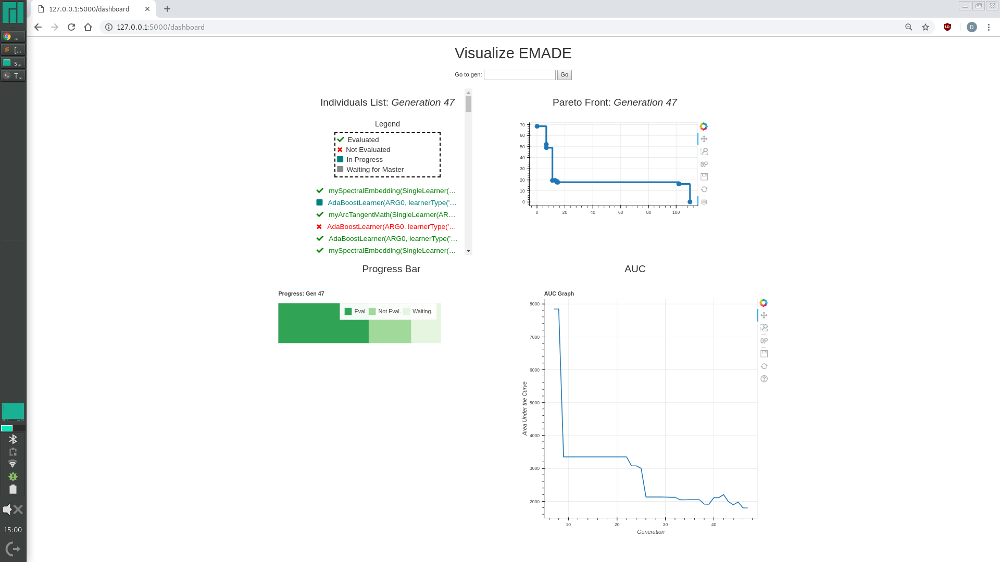 127.0.0.1:5000/dashboard
127.0.0.1:5000/dashboard
D
...
[...
s...
T...
15:00
Visualize EMADE
Go to gen:
Go
Individuals List: Generation 47
Legend
Evaluated
Not Evaluated
In Progress
Waiting for Master
mySpectralEmbedding(SingleLearner(...
AdaBoostLearner(ARG0, learnerType('...
myArcTangentMath(SingleLearner(AR...
AdaBoostLearner(ARG0, learnerType('...
AdaBoostLearner(ARG0, learnerType('...
mySpectralEmbedding(SingleLearner(...
Pareto Front: Generation 47
70
60
50
40
30
20
10
0
0 20 40 60 80 100
Progress Bar
Progress: Gen 47
Eval. Not Eval. Waiting.
AUC
AUC Graph
8000
7000
6000
5000
4000
3000
2000
Area Under the Curve
10 20 30 40
Generation